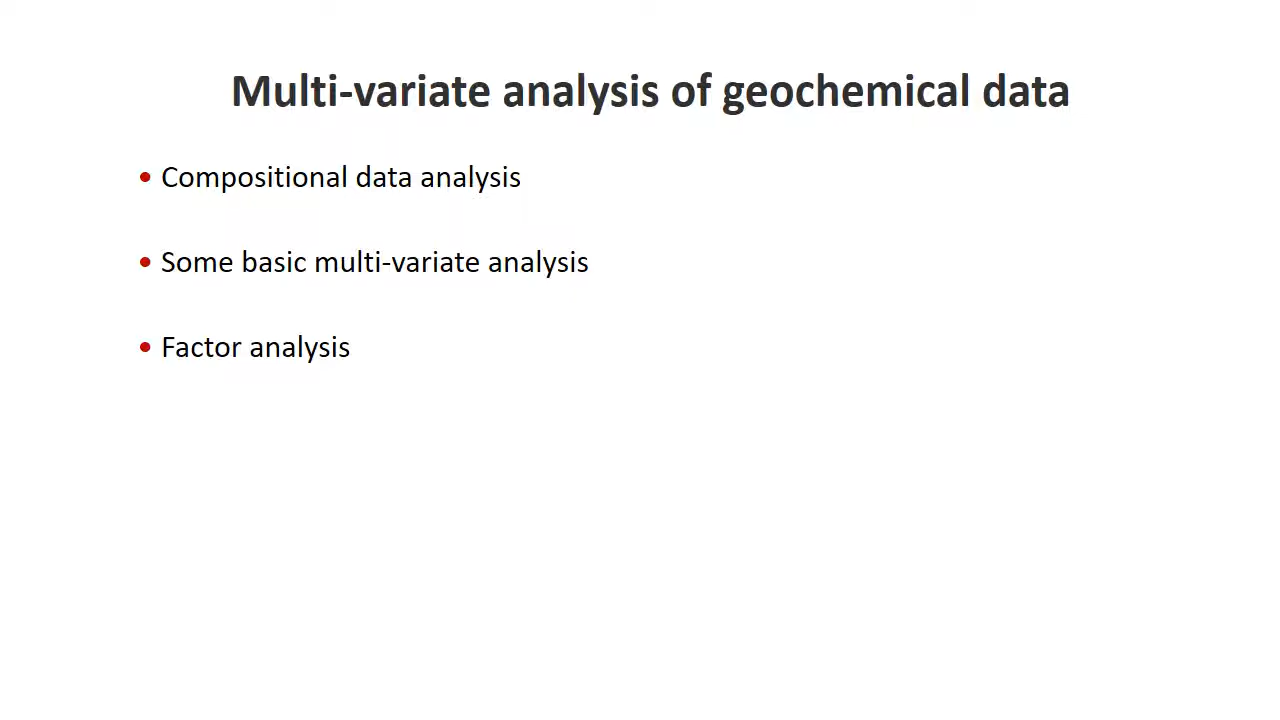 Multi-variate analysis of geochemical data
• Compositional data analysis
• Some basic multi-variate analysis
• Factor analysis